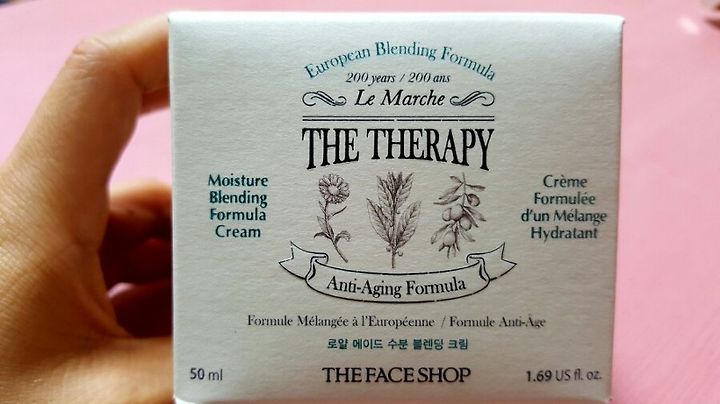 European Blending Formula
200 years / 200 ans
Le Marche
THE THERAPY
Moisture
Blending
Formula
Cream
Crème
Formulée
d'un Mélange
Hydratant
Anti-Aging Formula
Formule Mélangée à l'Européenne / Formule Anti-Âge
로얄 메이드 수분 블렌딩 크림
50 ml
THE FACE SHOP
1.69 US fl. oz.